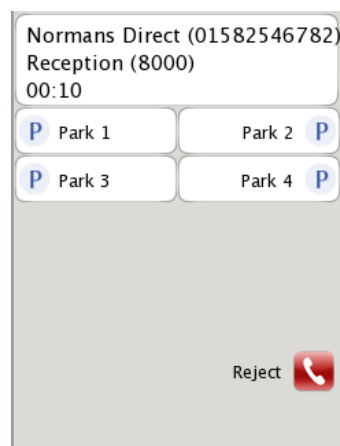 Normans Direct (01582546782)
Reception (8000)
00:10
P Park 1 Park 2 P
P Park 3 Park 4 P
Reject